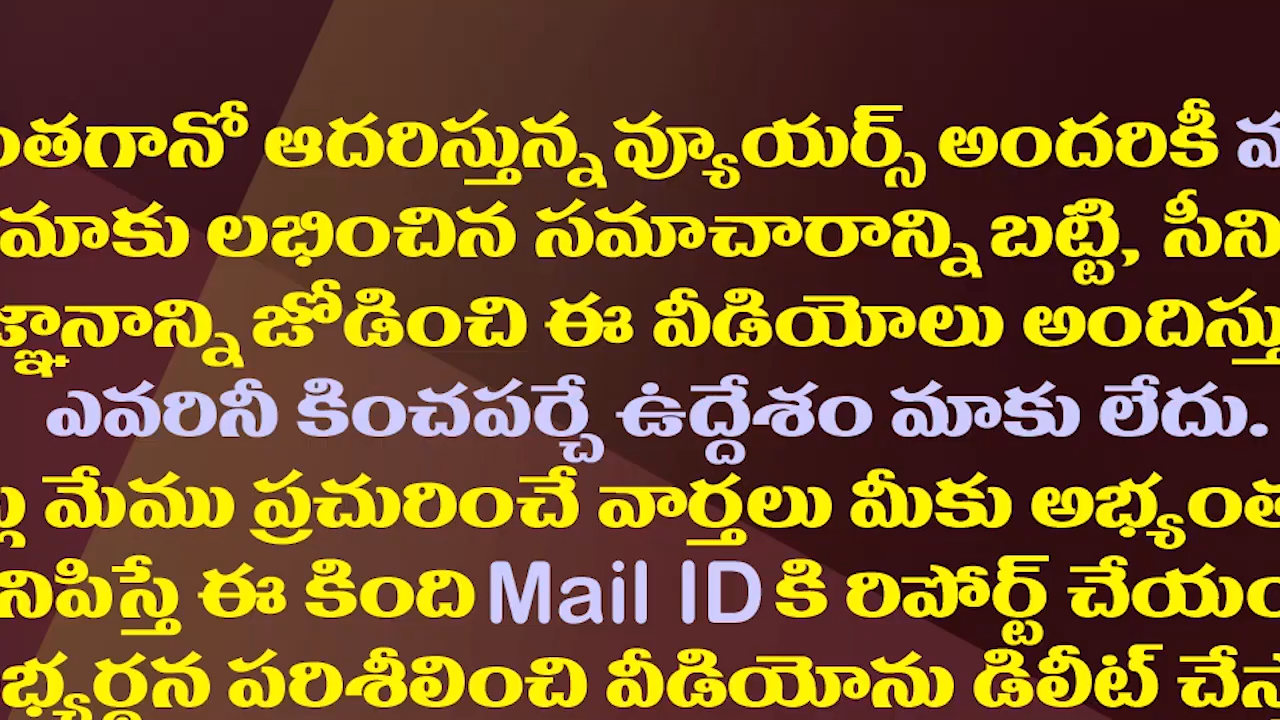 ంతగానో ఆదరిస్తున్న వ్యూయర్స్ అందరికీ
మాకు లభించిన సమాచారాన్ని బట్టి, సీని
జ్ఞానాన్ని జోడించి ఈ వీడియోలు అందిస్తు
ఎవరినీ కించపర్చే ఉద్దేశం మాకు లేదు.
మేము ప్రచురించే వార్తలు మీకు అభ్యంత
నిపిస్తే ఈ కింది Mail ID కి రిపోర్ట్ చేయం
భ్యర్థన పరిశీలించి వీడియోను డిలీట్ చేస